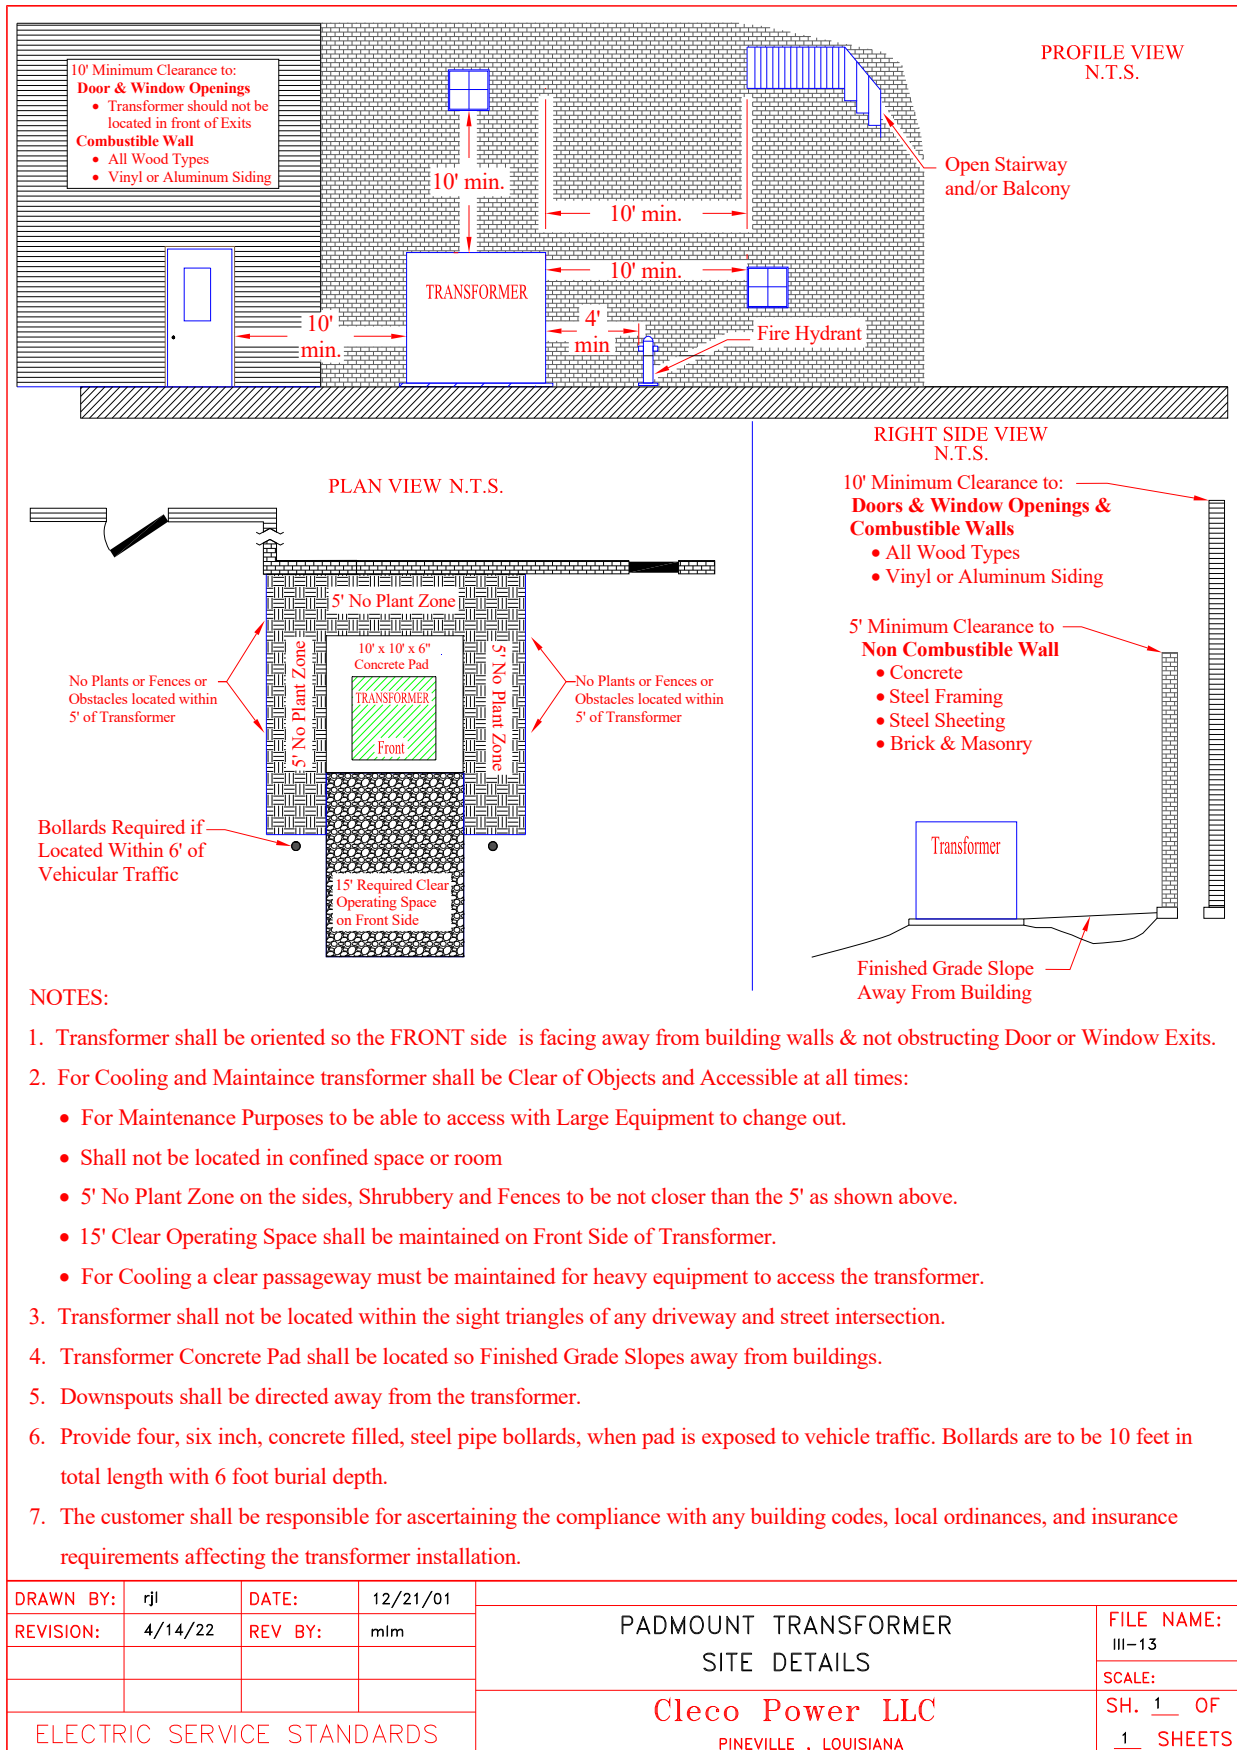 PROFILE VIEW
N.T.S.
10' Minimum Clearance to:
Door & Window Openings
• Transformer should not be
located in front of Exits
Combustible Wall
• All Wood Types
• Vinyl or Aluminum Siding
10' min.
10' min.
10' min.
Open Stairway
and/or Balcony
TRANSFORMER
10'
min.
4'
min
Fire Hydrant
PLAN VIEW N.T.S.
5' No Plant Zone
5' No Plant Zone
5' No Plant Zone
10' x 10' x 6"
Concrete Pad
TRANSFORMER
Front
No Plants or Fences or
Obstacles located within
5' of Transformer
No Plants or Fences or
Obstacles located within
5' of Transformer
Bollards Required if
Located Within 6' of
Vehicular Traffic
15' Required Clear
Operating Space
on Front Side
RIGHT SIDE VIEW
N.T.S.
10' Minimum Clearance to:
Doors & Window Openings &
Combustible Walls
• All Wood Types
• Vinyl or Aluminum Siding
5' Minimum Clearance to
Non Combustible Wall
• Concrete
• Steel Framing
• Steel Sheeting
• Brick & Masonry
Transformer
Finished Grade Slope
Away From Building
NOTES:
1. Transformer shall be oriented so the FRONT side is facing away from building walls & not obstructing Door or Window Exits.
2. For Cooling and Maintaince transformer shall be Clear of Objects and Accessible at all times:
• For Maintenance Purposes to be able to access with Large Equipment to change out.
• Shall not be located in confined space or room
• 5' No Plant Zone on the sides, Shrubbery and Fences to be not closer than the 5' as shown above.
• 15' Clear Operating Space shall be maintained on Front Side of Transformer.
• For Cooling a clear passageway must be maintained for heavy equipment to access the transformer.
3. Transformer shall not be located within the sight triangles of any driveway and street intersection.
4. Transformer Concrete Pad shall be located so Finished Grade Slopes away from buildings.
5. Downspouts shall be directed away from the transformer.
6. Provide four, six inch, concrete filled, steel pipe bollards, when pad is exposed to vehicle traffic. Bollards are to be 10 feet in
total length with 6 foot burial depth.
7. The customer shall be responsible for ascertaining the compliance with any building codes, local ordinances, and insurance
requirements affecting the transformer installation.
DRAWN BY: rjl DATE: 12/21/01
REVISION: 4/14/22 REV BY: mlm
ELECTRIC SERVICE STANDARDS
PADMOUNT TRANSFORMER
SITE DETAILS
Cleco Power LLC
PINEVILLE , LOUISIANA
FILE NAME:
III-13
SCALE:
SH. 1 OF
1 SHEETS